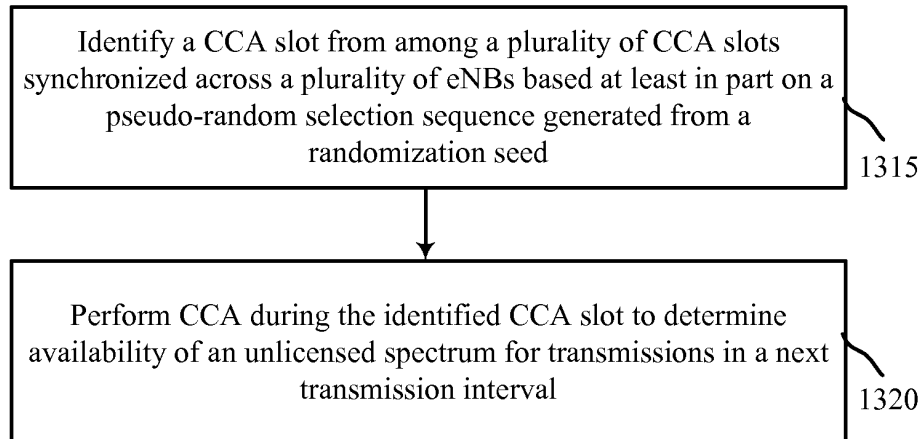 Identify a CCA slot from among a plurality of CCA slots
synchronized across a plurality of eNBs based at least in part on a
pseudo-random selection sequence generated from a
randomization seed
1315
Perform CCA during the identified CCA slot to determine
availability of an unlicensed spectrum for transmissions in a next
transmission interval
1320